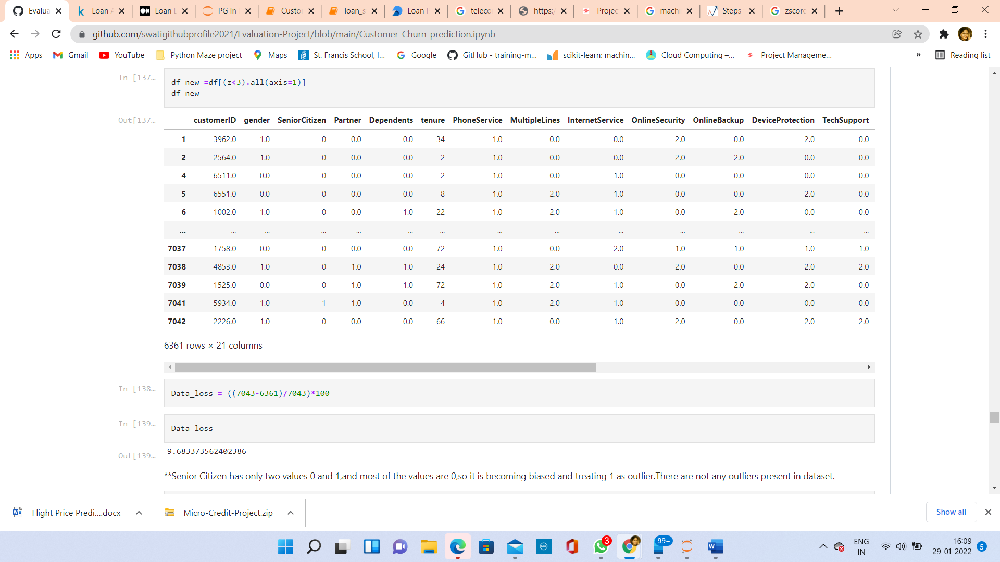 Evalua
Loan A
Loan D
PG In
Custo
loan_s
Loan P
teleco
https:/
Projec
machi
Steps
zscore
github.com/swatigithubprofile2021/Evaluation-Project/blob/main/Customer_Churn_prediction.ipynb
Apps Gmail YouTube Python Maze project Maps St. Francis School, I... Google GitHub - training-m... scikit-learn: machin... Cloud Computing –... Project Manageme... » Reading list
In [137...
df_new =df[(z<3).all(axis=1)]
df_new
Out[137...
customerID gender SeniorCitizen Partner Dependents tenure PhoneService MultipleLines InternetService OnlineSecurity OnlineBackup DeviceProtection TechSupport
1 3962.0 1.0 0 0.0 0.0 34 1.0 0.0 0.0 2.0 0.0 2.0 0.0
2 2564.0 1.0 0 0.0 0.0 2 1.0 0.0 0.0 2.0 2.0 0.0 0.0
4 6511.0 0.0 0 0.0 0.0 2 1.0 0.0 1.0 0.0 0.0 0.0 0.0
5 6551.0 0.0 0 0.0 0.0 8 1.0 2.0 1.0 0.0 0.0 2.0 0.0
6 1002.0 1.0 0 0.0 1.0 22 1.0 2.0 1.0 0.0 2.0 0.0 0.0
... ... ... ... ... ... ... ... ... ... ... ... ... ...
7037 1758.0 0.0 0 0.0 0.0 72 1.0 0.0 2.0 1.0 1.0 1.0 1.0
7038 4853.0 1.0 0 1.0 1.0 24 1.0 2.0 0.0 2.0 0.0 2.0 2.0
7039 1525.0 0.0 0 1.0 1.0 72 1.0 2.0 1.0 0.0 2.0 2.0 0.0
7041 5934.0 1.0 1 1.0 0.0 4 1.0 2.0 1.0 0.0 0.0 0.0 0.0
7042 2226.0 1.0 0 0.0 0.0 66 1.0 0.0 1.0 2.0 0.0 2.0 2.0
6361 rows × 21 columns
In [138...
Data_loss = ((7043-6361)/7043)*100
In [139...
Data_loss
Out[139...
9.683373562402386
**Senior Citizen has only two values 0 and 1,and most of the values are 0,so it is becoming biased and treating 1 as outlier.There are not any outliers present in dataset.
Flight Price Predi....docx
Micro-Credit-Project.zip
Show all
3
99+
ENG
IN
16:09
29-01-2022
5